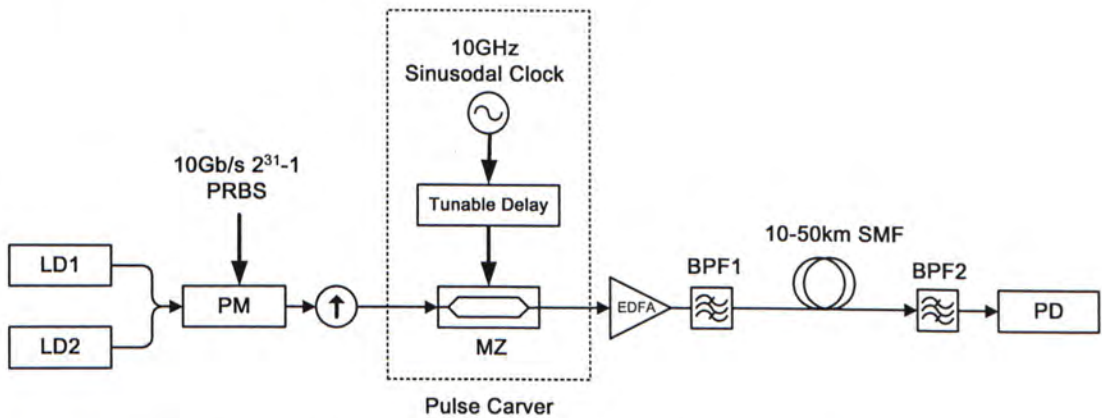 10GHz
Sinusodal Clock
10Gb/s 2³¹-1
PRBS
Tunable Delay
10-50km SMF
LD1
BPF1
BPF2
PM
EDFA
PD
LD2
MZ
Pulse Carver